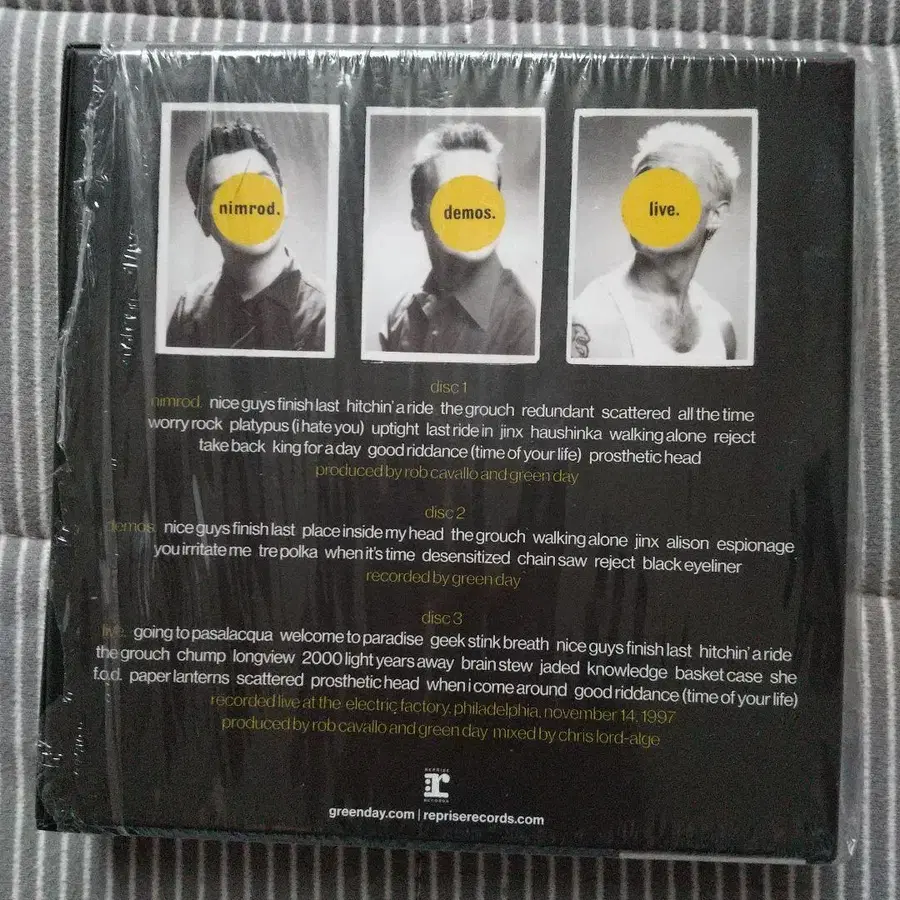 nimrod.
demos.
live.
disc 1
nimrod. nice guys finish last hitchin' a ride the grouch redundant scattered all the time
worry rock platypus (i hate you) uptight last ride in jinx haushinka walking alone reject
take back king for a day good riddance (time of your life) prosthetic head
produced by rob cavallo and green day
disc 2
demos. nice guys finish last place inside my head the grouch walking alone jinx alison espionage
you irritate me tre polka when it's time desensitized chain saw reject black eyeliner
recorded by green day
disc 3
live. going to pasalacqua welcome to paradise geek stink breath nice guys finish last hitchin' a ride
the grouch chump longview 2000 light years away brain stew jaded knowledge basket case she
f.o.d. paper lanterns scattered prosthetic head when i come around good riddance (time of your life)
recorded live at the electric factory, philadelphia, november 14, 1997
produced by rob cavallo and green day mixed by chris lord-alge
REPRISE
r
RECORDS
greenday.com | repriserecords.com